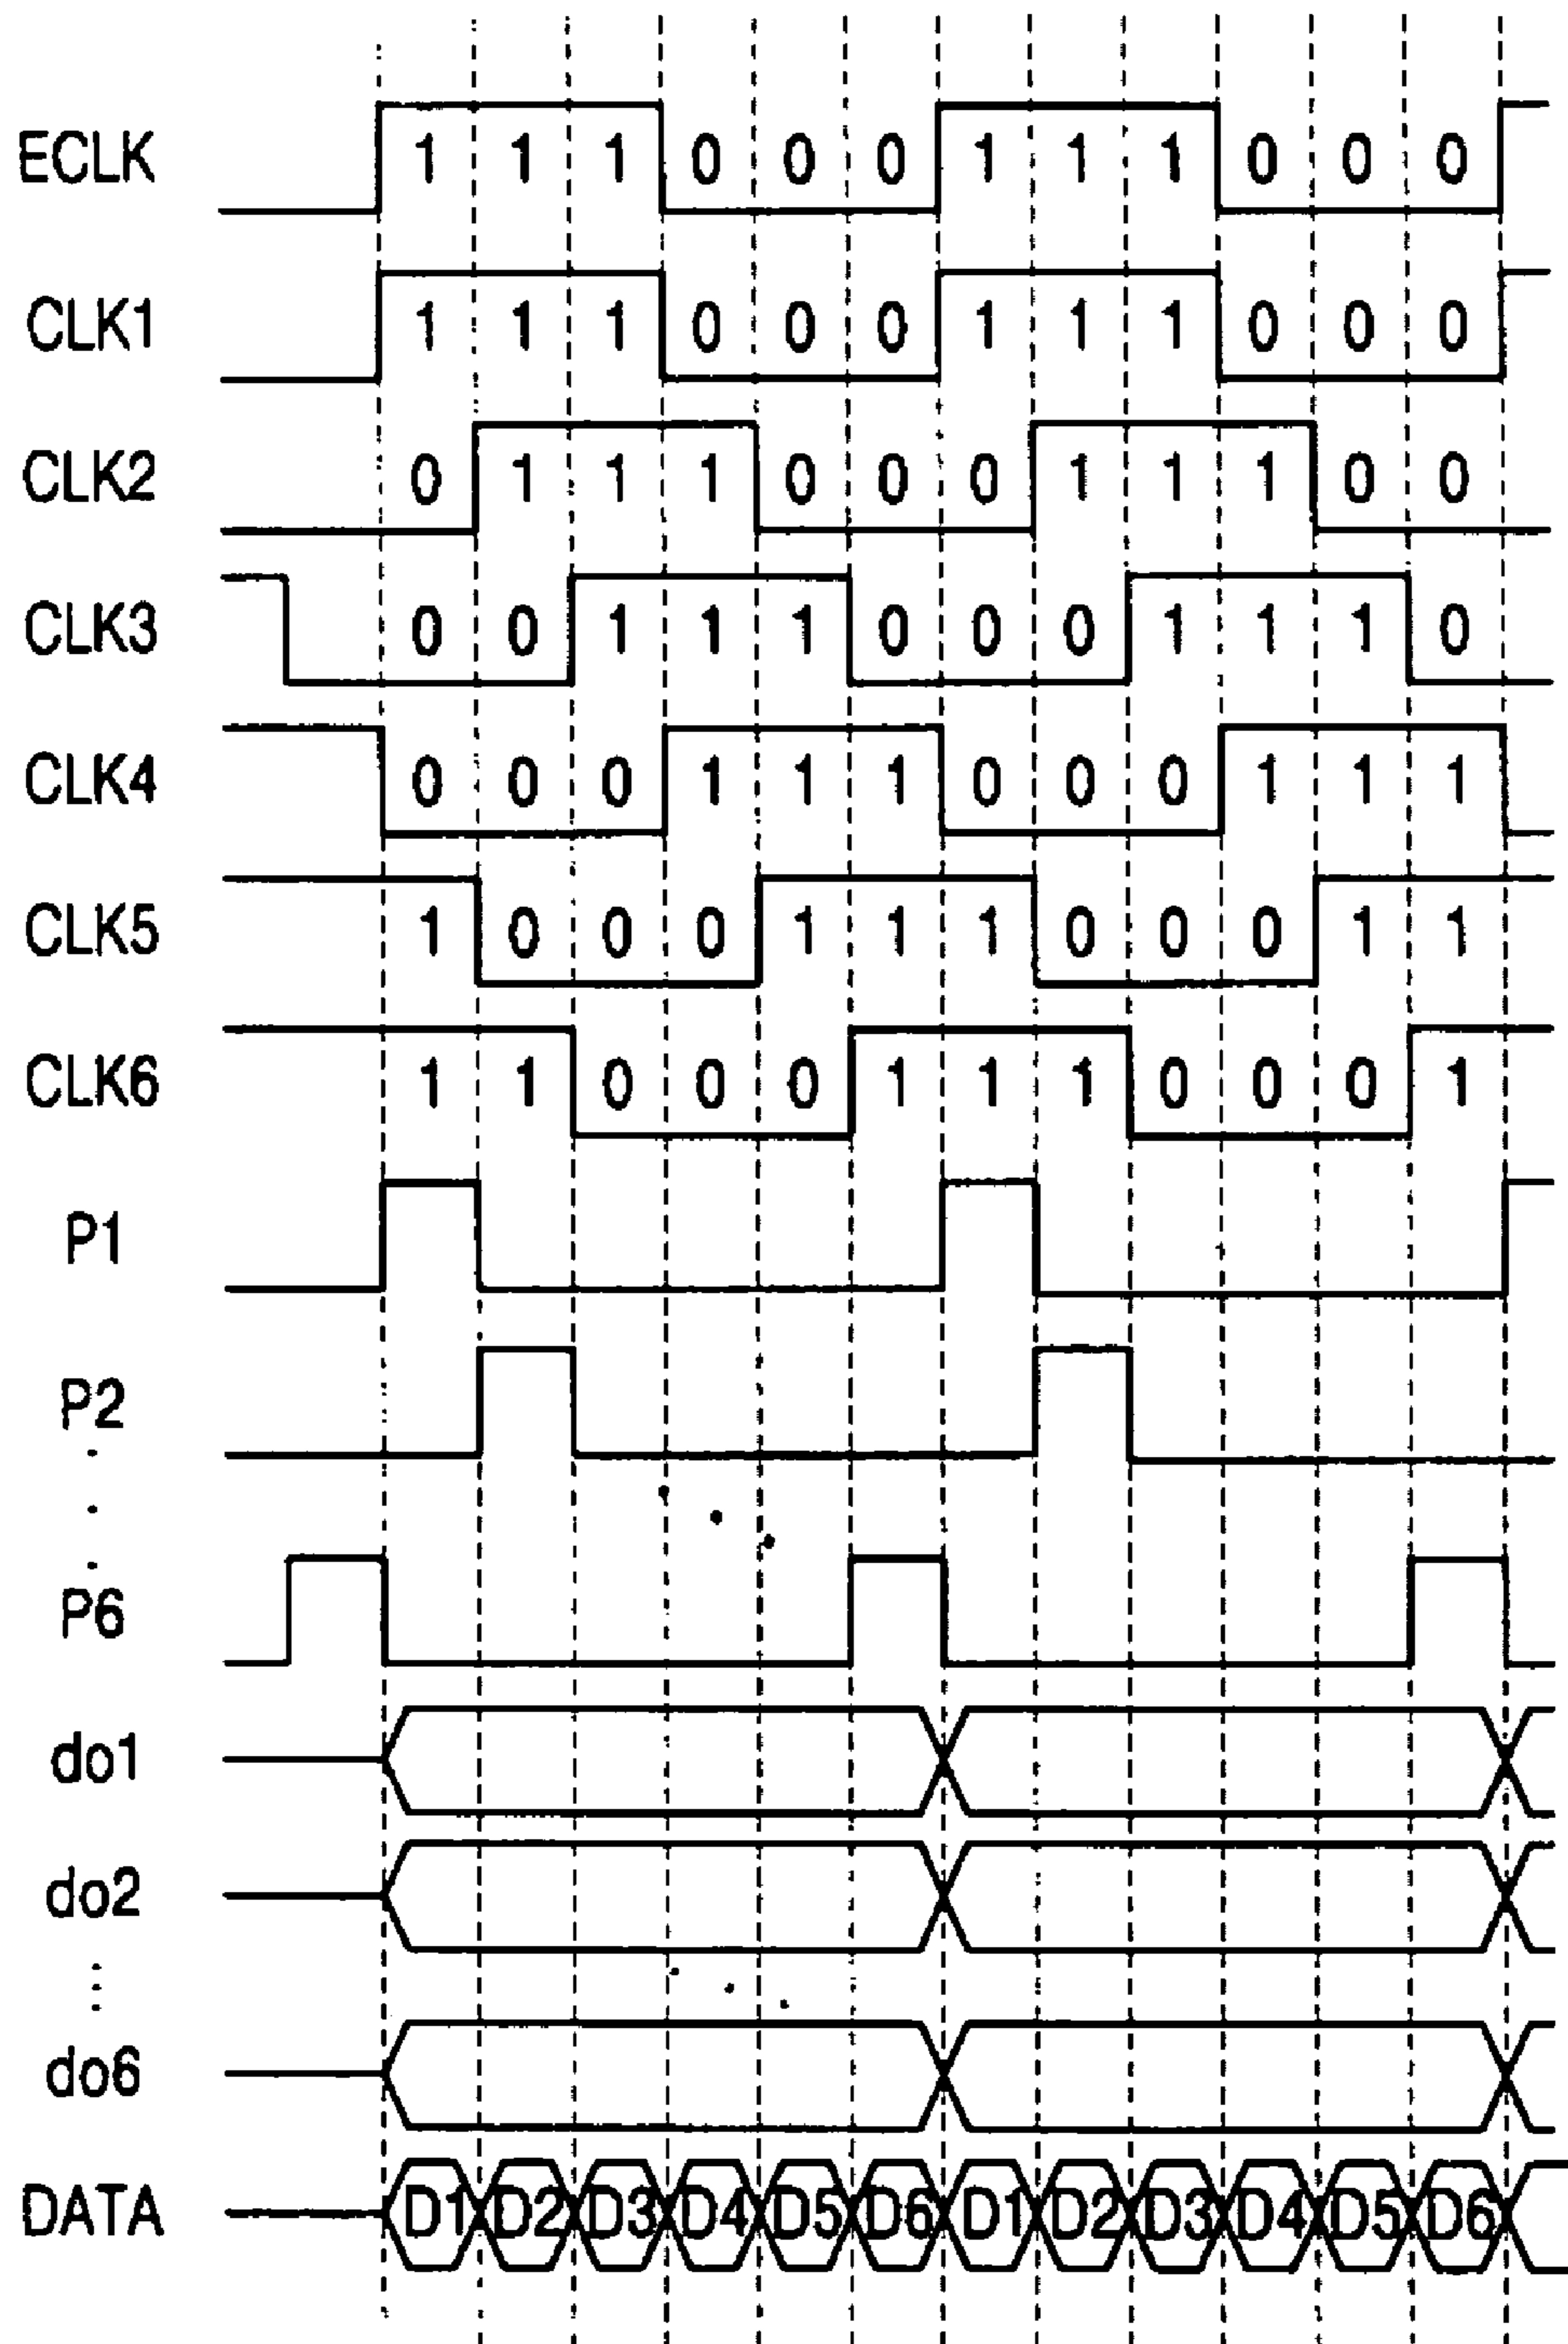 ECLK 1 1 1 0 0 0 1 1 1 0 0 0
CLK1 1 1 1 0 0 0 1 1 1 0 0 0
CLK2 0 1 1 1 0 0 0 1 1 1 0 0
CLK3 0 0 1 1 1 0 0 0 1 1 1 0
CLK4 0 0 0 1 1 1 0 0 0 1 1 1
CLK5 1 0 0 0 1 1 1 0 0 0 1 1
CLK6 1 1 0 0 0 1 1 1 0 0 0 1
P1
P2
P6
do1
do2
do6
DATA D1 D2 D3 D4 D5 D6 D1 D2 D3 D4 D5 D6